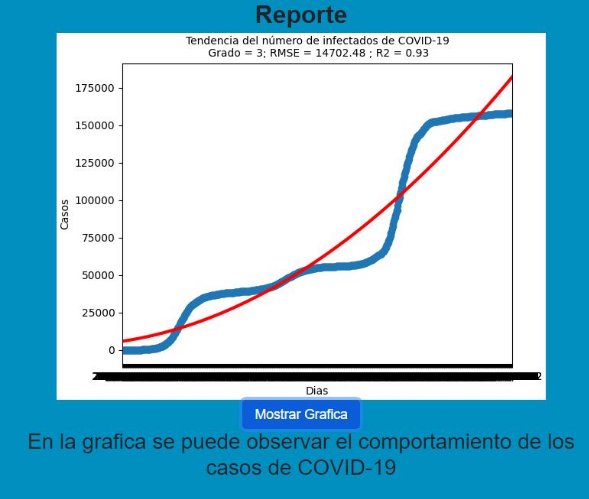 Reporte
Tendencia del número de infectados de COVID-19
Grado = 3; RMSE = 14702.48 ; R2 = 0.93
175000
150000
125000
100000
75000
50000
25000
0
Casos
Dias
Mostrar Grafica
En la grafica se puede observar el comportamiento de los
casos de COVID-19